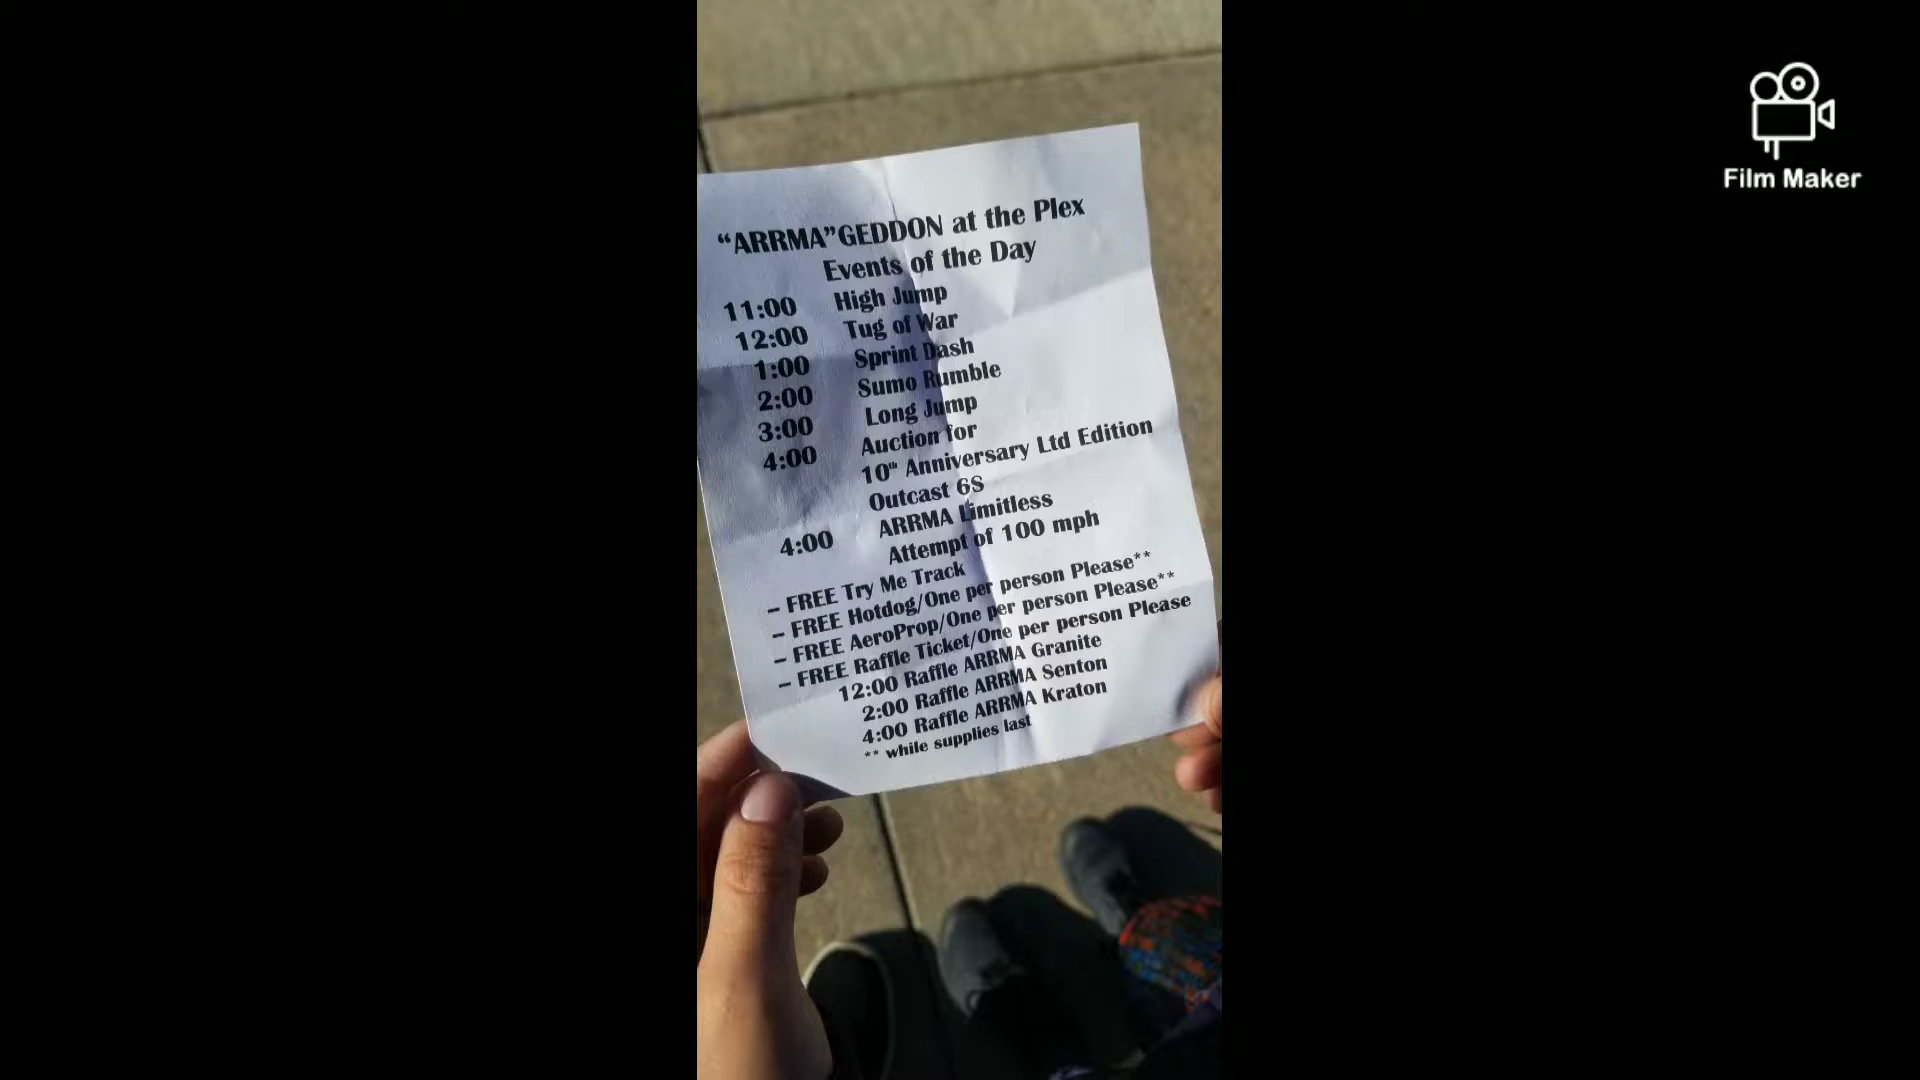 "ARRMA"GEDDON at the Plex
Events of the Day
11:00 High Jump
12:00 Tug of War
1:00 Sprint Dash
2:00 Sumo Rumble
3:00 Long Jump
4:00 Auction for
10th Anniversary Ltd Edition
Outcast 6S
4:00 ARRMA Limitless
Attempt of 100 mph
– FREE Try Me Track
– FREE Hotdog/One per person Please**
– FREE AeroProp/One per person Please**
– FREE Raffle Ticket/One per person Please
12:00 Raffle ARRMA Granite
2:00 Raffle ARRMA Senton
4:00 Raffle ARRMA Kraton
** while supplies last
Film Maker